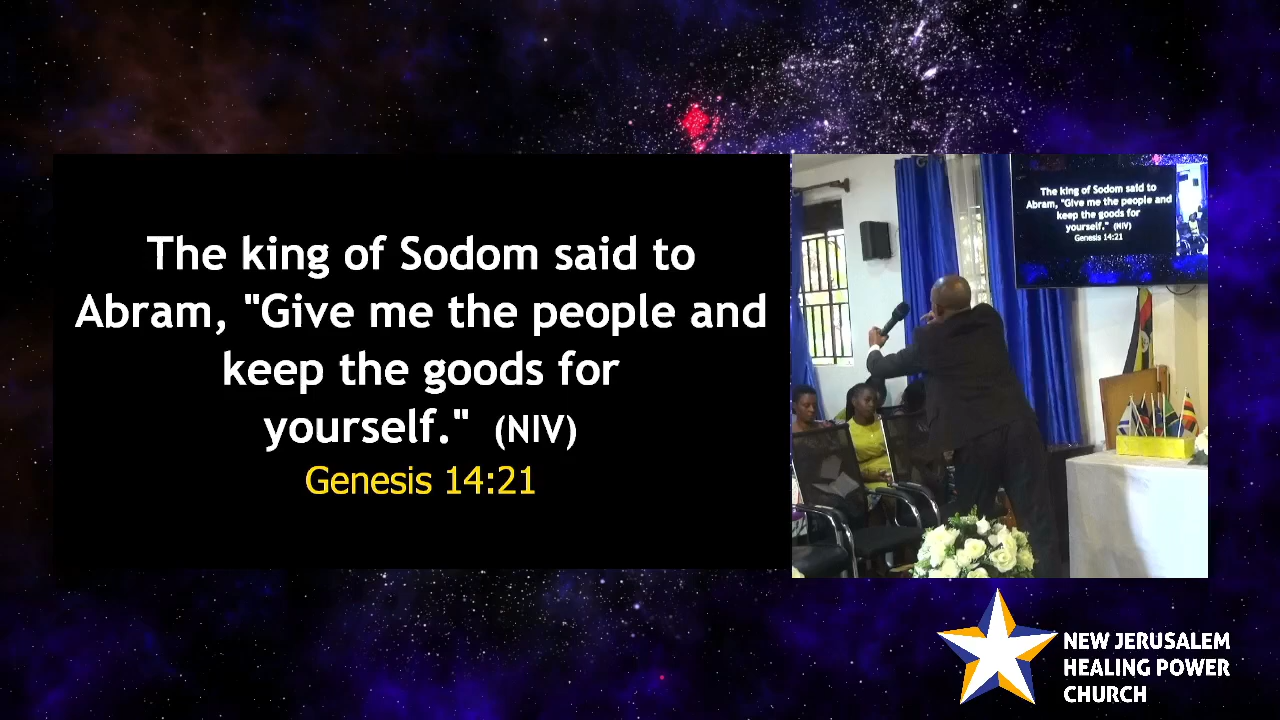 The king of Sodom said to
Abram, "Give me the people and
keep the goods for
yourself." (NIV)
Genesis 14:21
The king of Sodom said to
Abram, "Give me the people and
keep the goods for
yourself." (NIV)
Genesis 14:21
NEW JERUSALEM
HEALING POWER
CHURCH